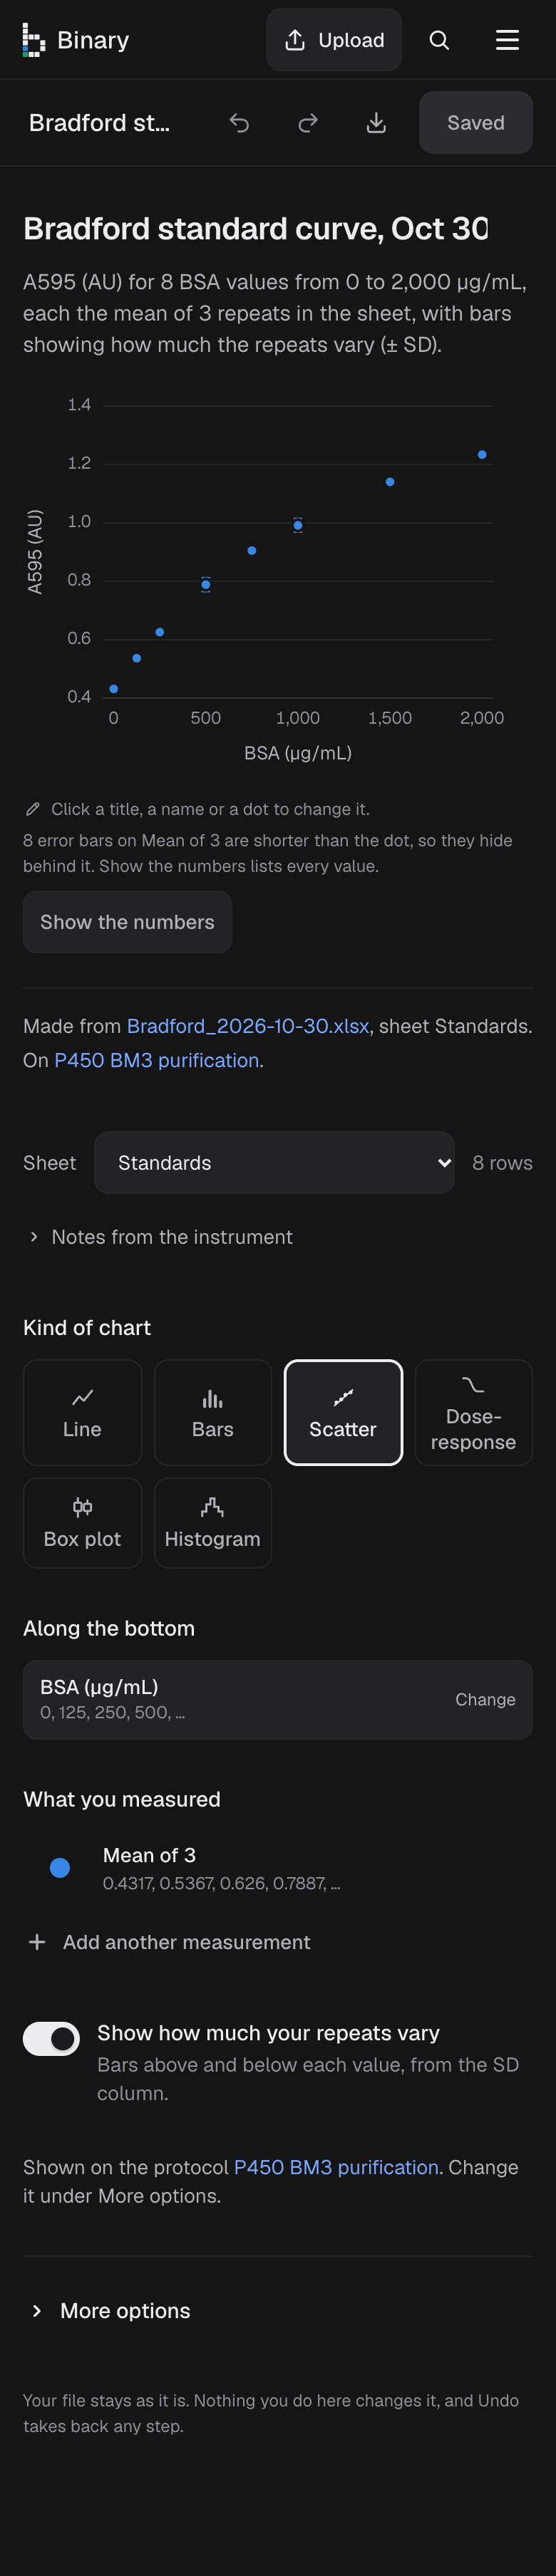 Binary
Upload
Bradford st...
Saved
Bradford standard curve, Oct 30
A595 (AU) for 8 BSA values from 0 to 2,000 µg/mL,
each the mean of 3 repeats in the sheet, with bars
showing how much the repeats vary (± SD).
1.4
1.2
1.0
0.8
0.6
0.4
A595 (AU)
0 500 1,000 1,500 2,000
BSA (µg/mL)
Click a title, a name or a dot to change it.
8 error bars on Mean of 3 are shorter than the dot, so they hide
behind it. Show the numbers lists every value.
Show the numbers
Made from Bradford_2026-10-30.xlsx, sheet Standards.
On P450 BM3 purification.
Sheet
Standards
8 rows
Notes from the instrument
Kind of chart
Line
Bars
Scatter
Dose-
response
Box plot
Histogram
Along the bottom
BSA (µg/mL)
0, 125, 250, 500, ...
Change
What you measured
Mean of 3
0.4317, 0.5367, 0.626, 0.7887, ...
Add another measurement
Show how much your repeats vary
Bars above and below each value, from the SD
column.
Shown on the protocol P450 BM3 purification. Change
it under More options.
More options
Your file stays as it is. Nothing you do here changes it, and Undo
takes back any step.